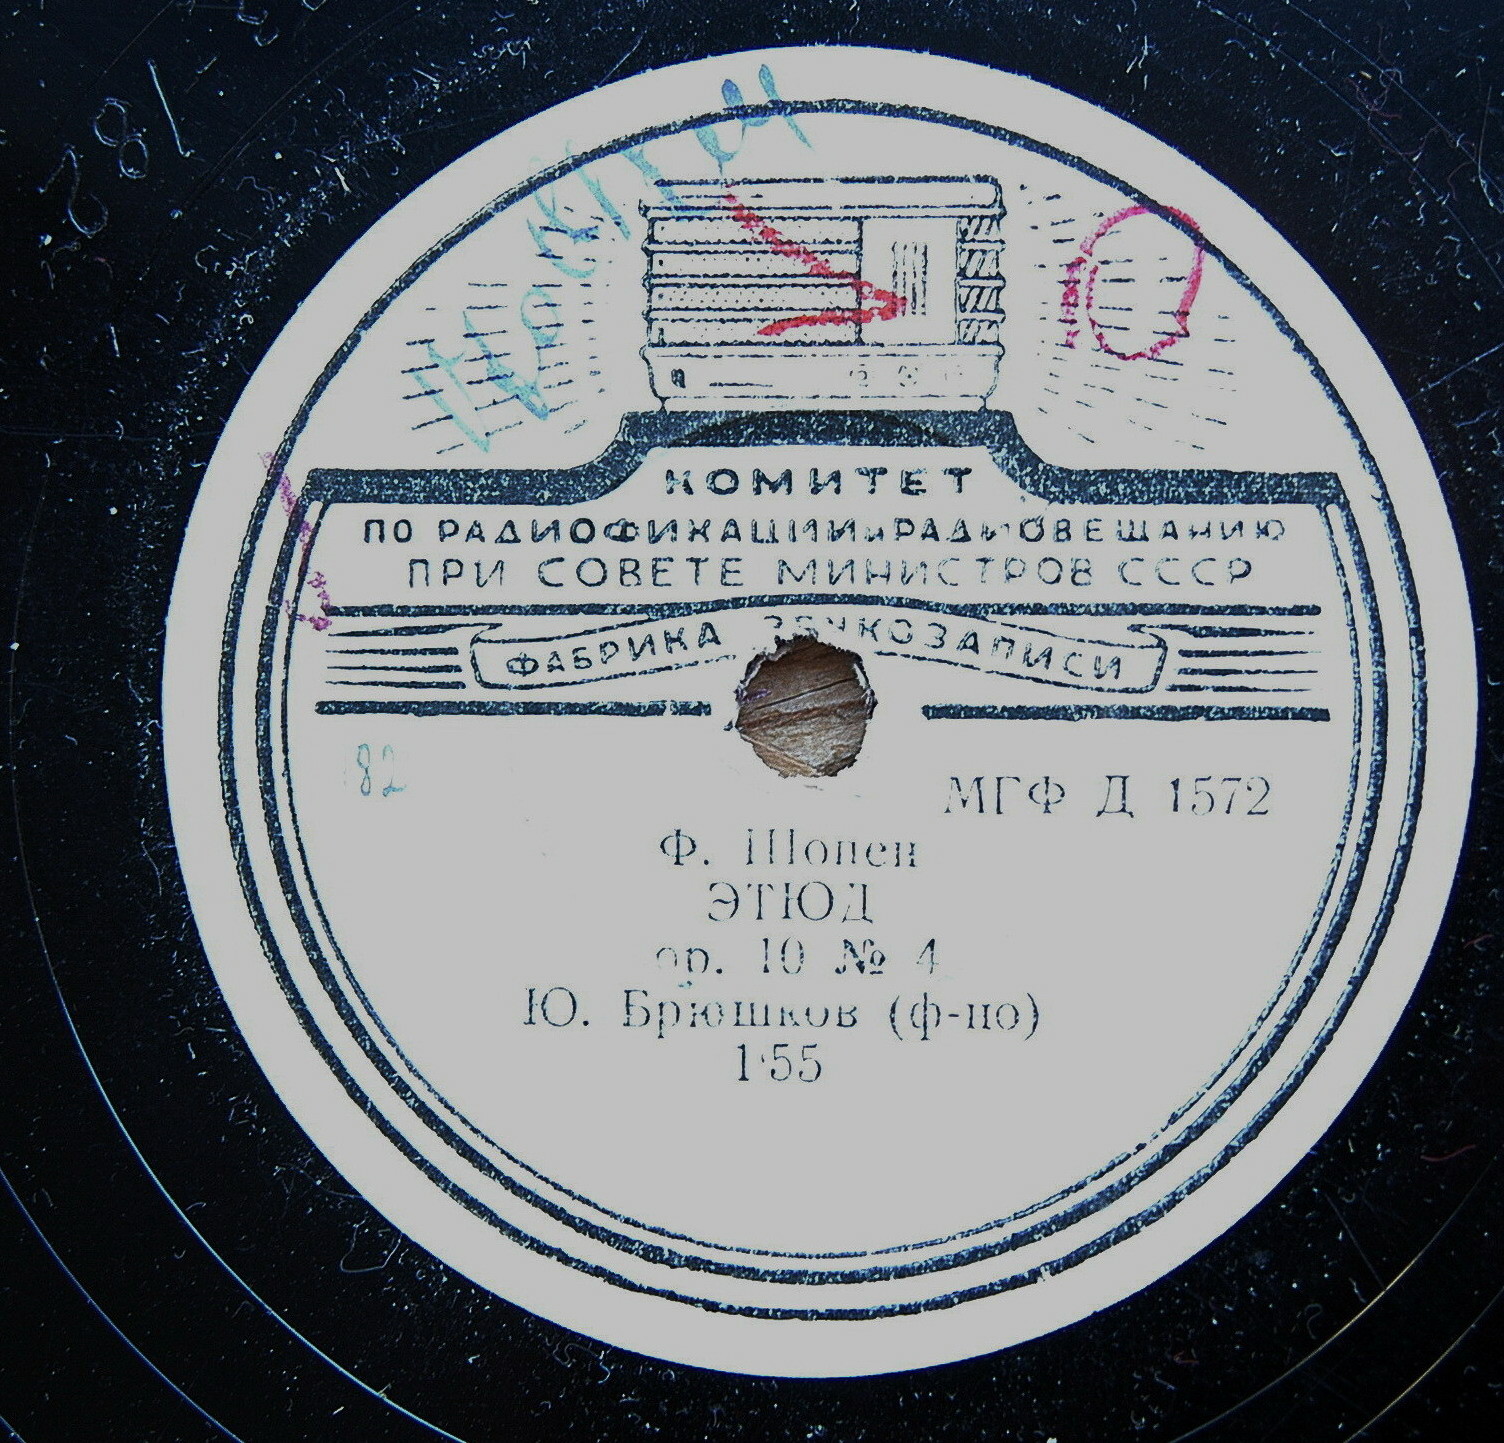 КОМИТЕТ
ПО РАДИОФИКАЦИИ и РАДИОВЕЩАНИЮ
ПРИ СОВЕТЕ МИНИСТРОВ СССР
ФАБРИКА ЗВУКОЗАПИСИ
82
МГФ Д 1572
Ф. Шопен
ЭТЮД
ор. 10 № 4
Ю. Брюшков (ф-но)
1·55